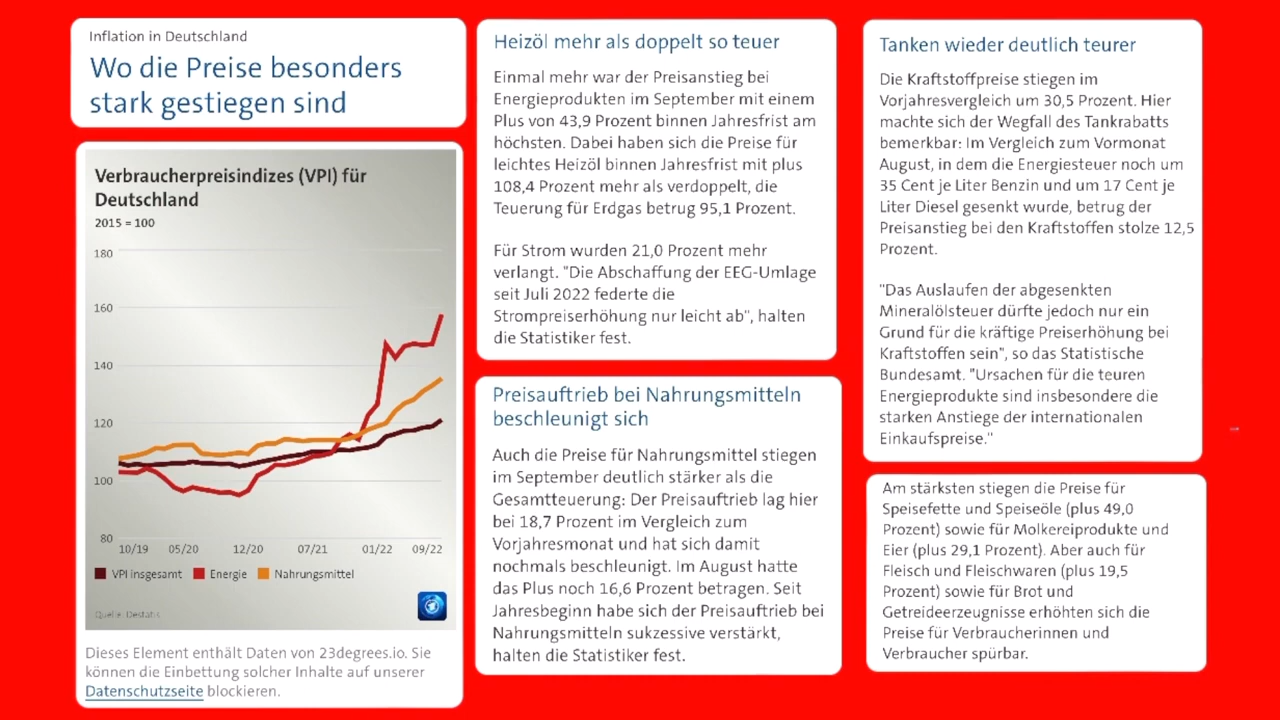 Inflation in Deutschland
Wo die Preise besonders
stark gestiegen sind
Verbraucherpreisindizes (VPI) für
Deutschland
2015 = 100
180
160
140
120
100
80
10/19 05/20 12/20 07/21 01/22 09/22
VPI insgesamt Energie Nahrungsmittel
Quelle: Destatis
Dieses Element enthält Daten von 23degrees.io. Sie
können die Einbettung solcher Inhalte auf unserer
Datenschutzseite blockieren.
Heizöl mehr als doppelt so teuer
Einmal mehr war der Preisanstieg bei
Energieprodukten im September mit einem
Plus von 43,9 Prozent binnen Jahresfrist am
höchsten. Dabei haben sich die Preise für
leichtes Heizöl binnen Jahresfrist mit plus
108,4 Prozent mehr als verdoppelt, die
Teuerung für Erdgas betrug 95,1 Prozent.
Für Strom wurden 21,0 Prozent mehr
verlangt. "Die Abschaffung der EEG-Umlage
seit Juli 2022 federte die
Strompreiserhöhung nur leicht ab", halten
die Statistiker fest.
Preisauftrieb bei Nahrungsmitteln
beschleunigt sich
Auch die Preise für Nahrungsmittel stiegen
im September deutlich stärker als die
Gesamtteuerung: Der Preisauftrieb lag hier
bei 18,7 Prozent im Vergleich zum
Vorjahresmonat und hat sich damit
nochmals beschleunigt. Im August hatte
das Plus noch 16,6 Prozent betragen. Seit
Jahresbeginn habe sich der Preisauftrieb bei
Nahrungsmitteln sukzessive verstärkt,
halten die Statistiker fest.
Tanken wieder deutlich teurer
Die Kraftstoffpreise stiegen im
Vorjahresvergleich um 30,5 Prozent. Hier
machte sich der Wegfall des Tankrabatts
bemerkbar: Im Vergleich zum Vormonat
August, in dem die Energiesteuer noch um
35 Cent je Liter Benzin und um 17 Cent je
Liter Diesel gesenkt wurde, betrug der
Preisanstieg bei den Kraftstoffen stolze 12,5
Prozent.
"Das Auslaufen der abgesenkten
Mineralölsteuer dürfte jedoch nur ein
Grund für die kräftige Preiserhöhung bei
Kraftstoffen sein", so das Statistische
Bundesamt. "Ursachen für die teuren
Energieprodukte sind insbesondere die
starken Anstiege der internationalen
Einkaufspreise."
Am stärksten stiegen die Preise für
Speisefette und Speiseöle (plus 49,0
Prozent) sowie für Molkereiprodukte und
Eier (plus 29,1 Prozent). Aber auch für
Fleisch und Fleischwaren (plus 19,5
Prozent) sowie für Brot und
Getreideerzeugnisse erhöhten sich die
Preise für Verbraucherinnen und
Verbraucher spürbar.